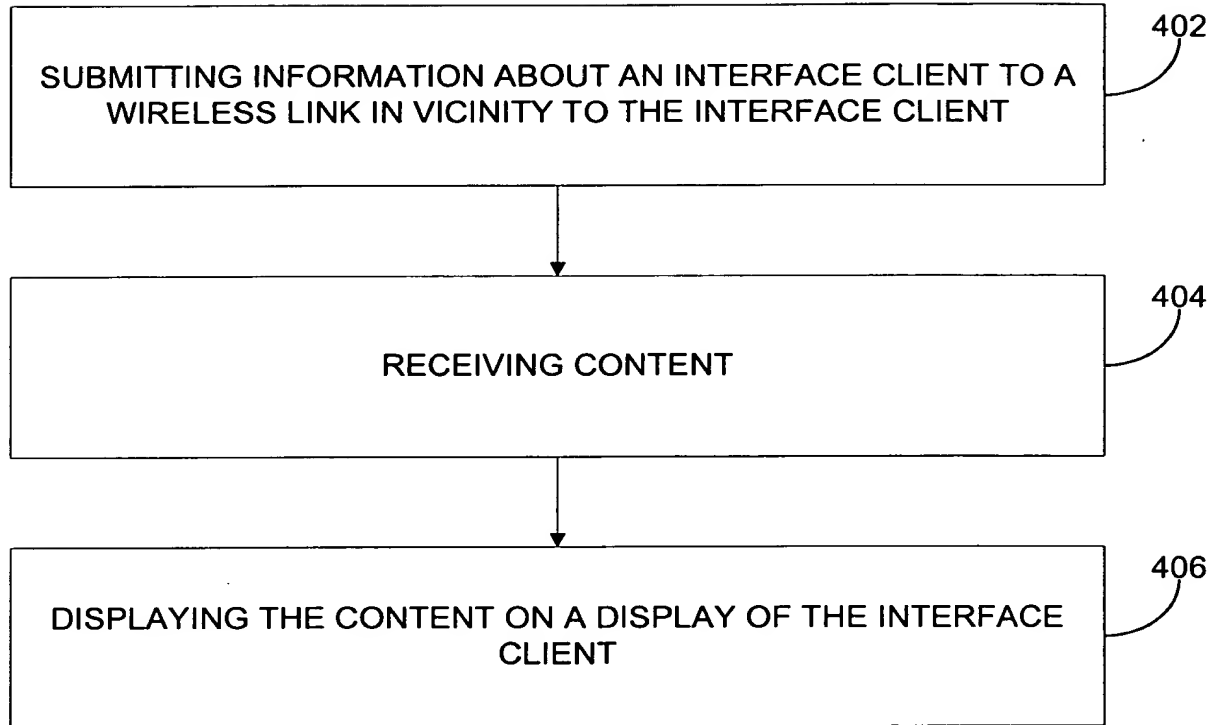 402
SUBMITTING INFORMATION ABOUT AN INTERFACE CLIENT TO A
WIRELESS LINK IN VICINITY TO THE INTERFACE CLIENT
404
RECEIVING CONTENT
406
DISPLAYING THE CONTENT ON A DISPLAY OF THE INTERFACE
CLIENT